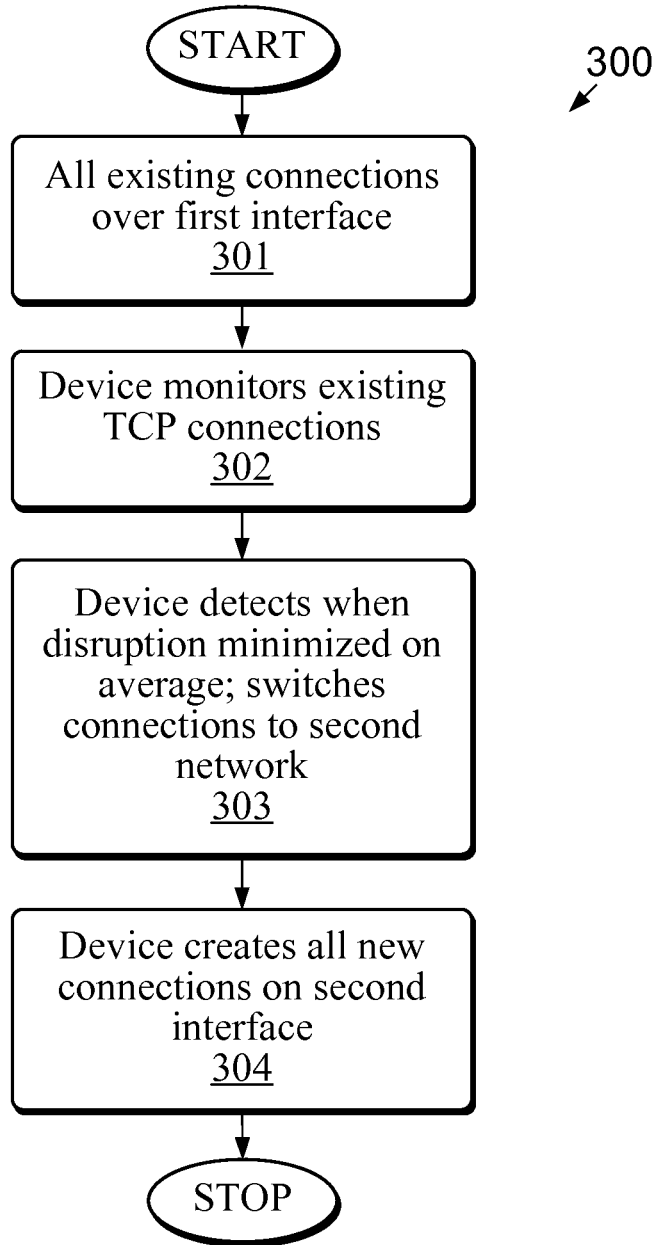 START
300
All existing connections
over first interface
301
Device monitors existing
TCP connections
302
Device detects when
disruption minimized on
average; switches
connections to second
network
303
Device creates all new
connections on second
interface
304
STOP